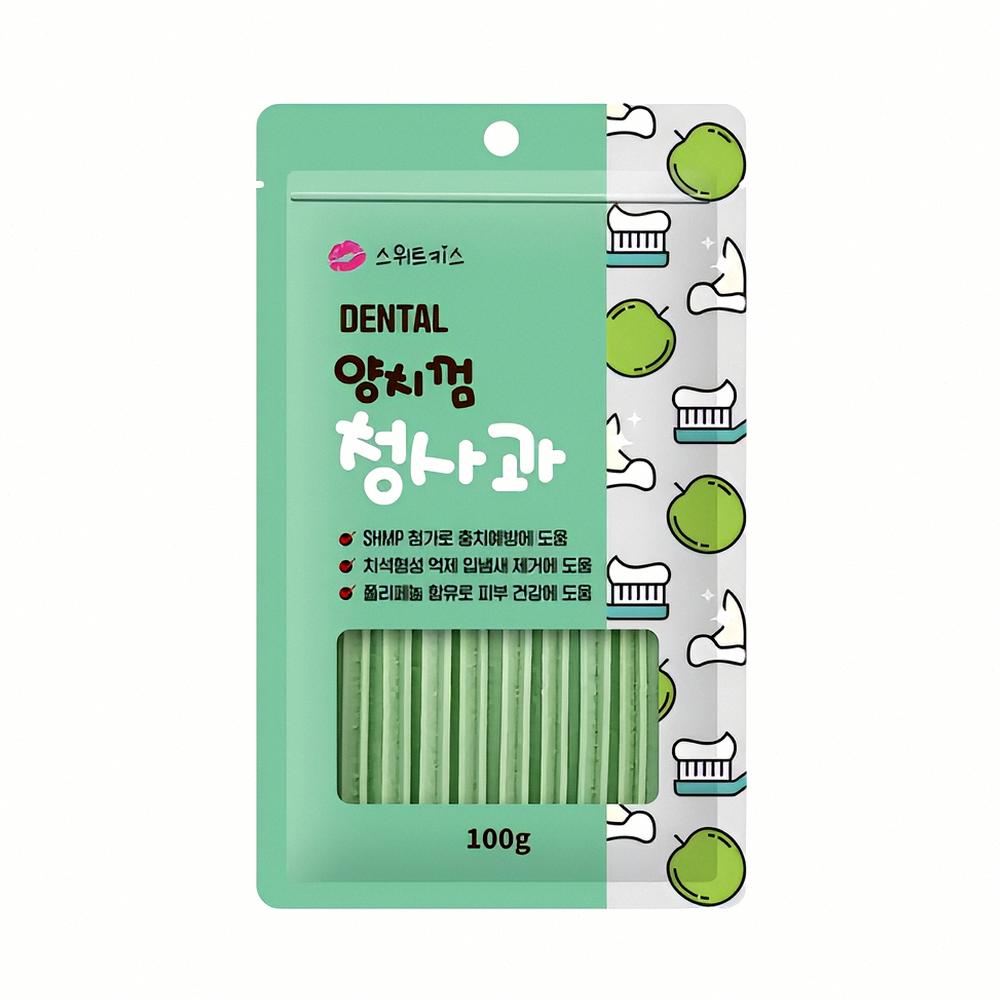 스위트키스
DENTAL
양치껌
청사과
SHMP 첨가로 충치예방에 도움
치석형성 억제 입냄새 제거에 도움
폴리페놀 함유로 피부 건강에 도움
100g